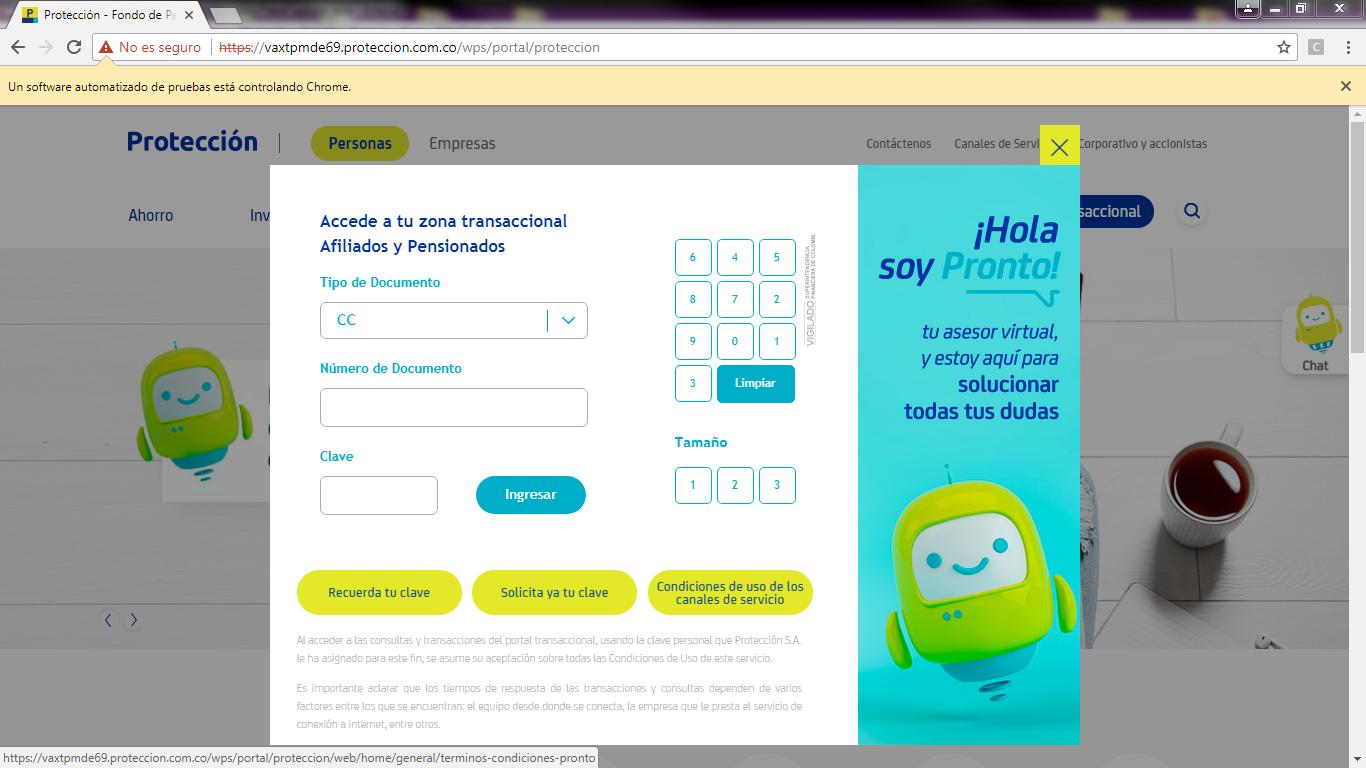 Protección - Fondo de Pe
No es seguro
https://vaxtpmde69.proteccion.com.co/wps/portal/proteccion
C
Un software automatizado de pruebas está controlando Chrome.
Protección
Personas
Empresas
Contáctenos
Canales de Servi
Corporativo y accionistas
Ahorro
Inv
saccional
Accede a tu zona transaccional
Afiliados y Pensionados
Tipo de Documento
CC
Número de Documento
Clave
Ingresar
6 4 5
8 7 2
9 0 1
3 Limpiar
VIGILADO SUPERINTENDENCIA
FINANCIERA DE COLOMBIA
Tamaño
1 2 3
Recuerda tu clave
Solicita ya tu clave
Condiciones de uso de los
canales de servicio
Al acceder a las consultas y transacciones del portal transaccional, usando la clave personal que Protección S.A.
le ha asignado para este fin, se asume su aceptación sobre todas las Condiciones de Uso de este servicio.
Es importante aclarar que los tiempos de respuesta de las transacciones y consultas dependen de varios
factores entre los que se encuentran: el equipo desde donde se conecta, la empresa que le presta el servicio de
conexión a internet, entre otros.
¡Hola
soy Pronto!
tu asesor virtual,
y estoy aquí para
solucionar
todas tus dudas
Chat
https://vaxtpmde69.proteccion.com.co/wps/portal/proteccion/web/home/general/terminos-condiciones-pronto